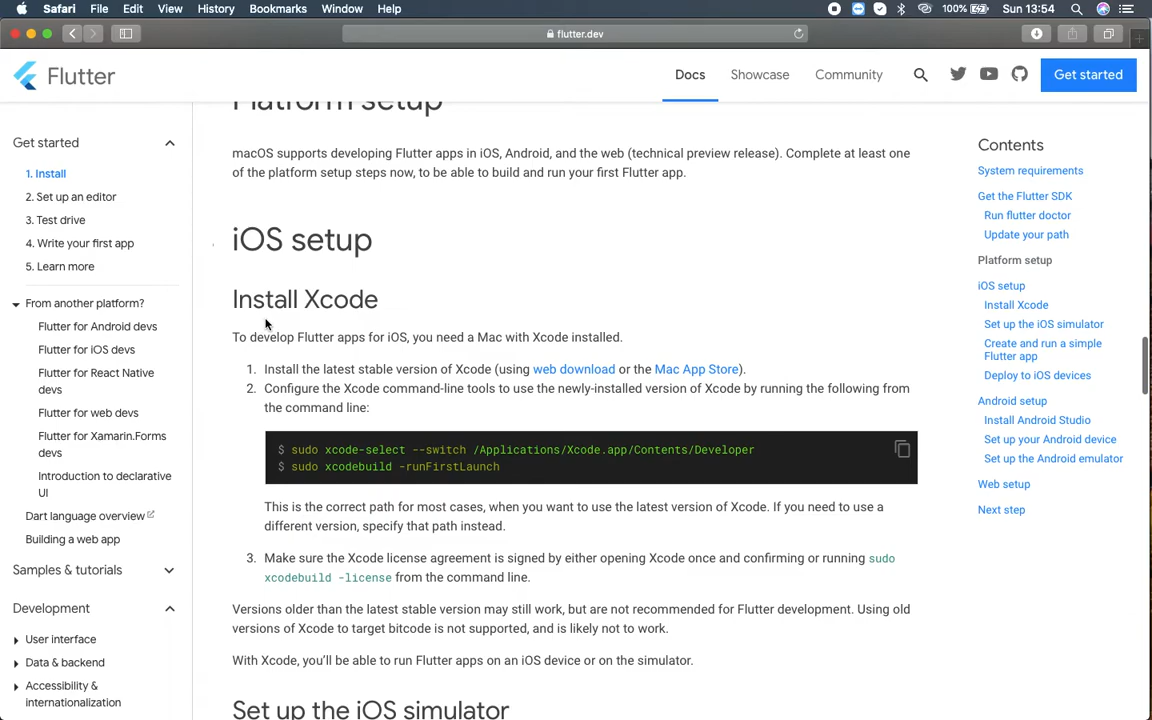 Safari File Edit View History Bookmarks Window Help 100% Sun 13:54
flutter.dev
Flutter Docs Showcase Community Get started
Get started
1. Install
2. Set up an editor
3. Test drive
4. Write your first app
5. Learn more
From another platform?
Flutter for Android devs
Flutter for iOS devs
Flutter for React Native
devs
Flutter for web devs
Flutter for Xamarin.Forms
devs
Introduction to declarative
UI
Dart language overview
Building a web app
Samples & tutorials
Development
User interface
Data & backend
Accessibility &
internationalization
Platform setup
macOS supports developing Flutter apps in iOS, Android, and the web (technical preview release). Complete at least one
of the platform setup steps now, to be able to build and run your first Flutter app.
iOS setup
Install Xcode
To develop Flutter apps for iOS, you need a Mac with Xcode installed.
1. Install the latest stable version of Xcode (using web download or the Mac App Store).
2. Configure the Xcode command-line tools to use the newly-installed version of Xcode by running the following from
the command line:
$ sudo xcode-select --switch /Applications/Xcode.app/Contents/Developer
$ sudo xcodebuild -runFirstLaunch
This is the correct path for most cases, when you want to use the latest version of Xcode. If you need to use a
different version, specify that path instead.
3. Make sure the Xcode license agreement is signed by either opening Xcode once and confirming or running sudo
xcodebuild -license from the command line.
Versions older than the latest stable version may still work, but are not recommended for Flutter development. Using old
versions of Xcode to target bitcode is not supported, and is likely not to work.
With Xcode, you'll be able to run Flutter apps on an iOS device or on the simulator.
Set up the iOS simulator
Contents
System requirements
Get the Flutter SDK
Run flutter doctor
Update your path
Platform setup
iOS setup
Install Xcode
Set up the iOS simulator
Create and run a simple
Flutter app
Deploy to iOS devices
Android setup
Install Android Studio
Set up your Android device
Set up the Android emulator
Web setup
Next step